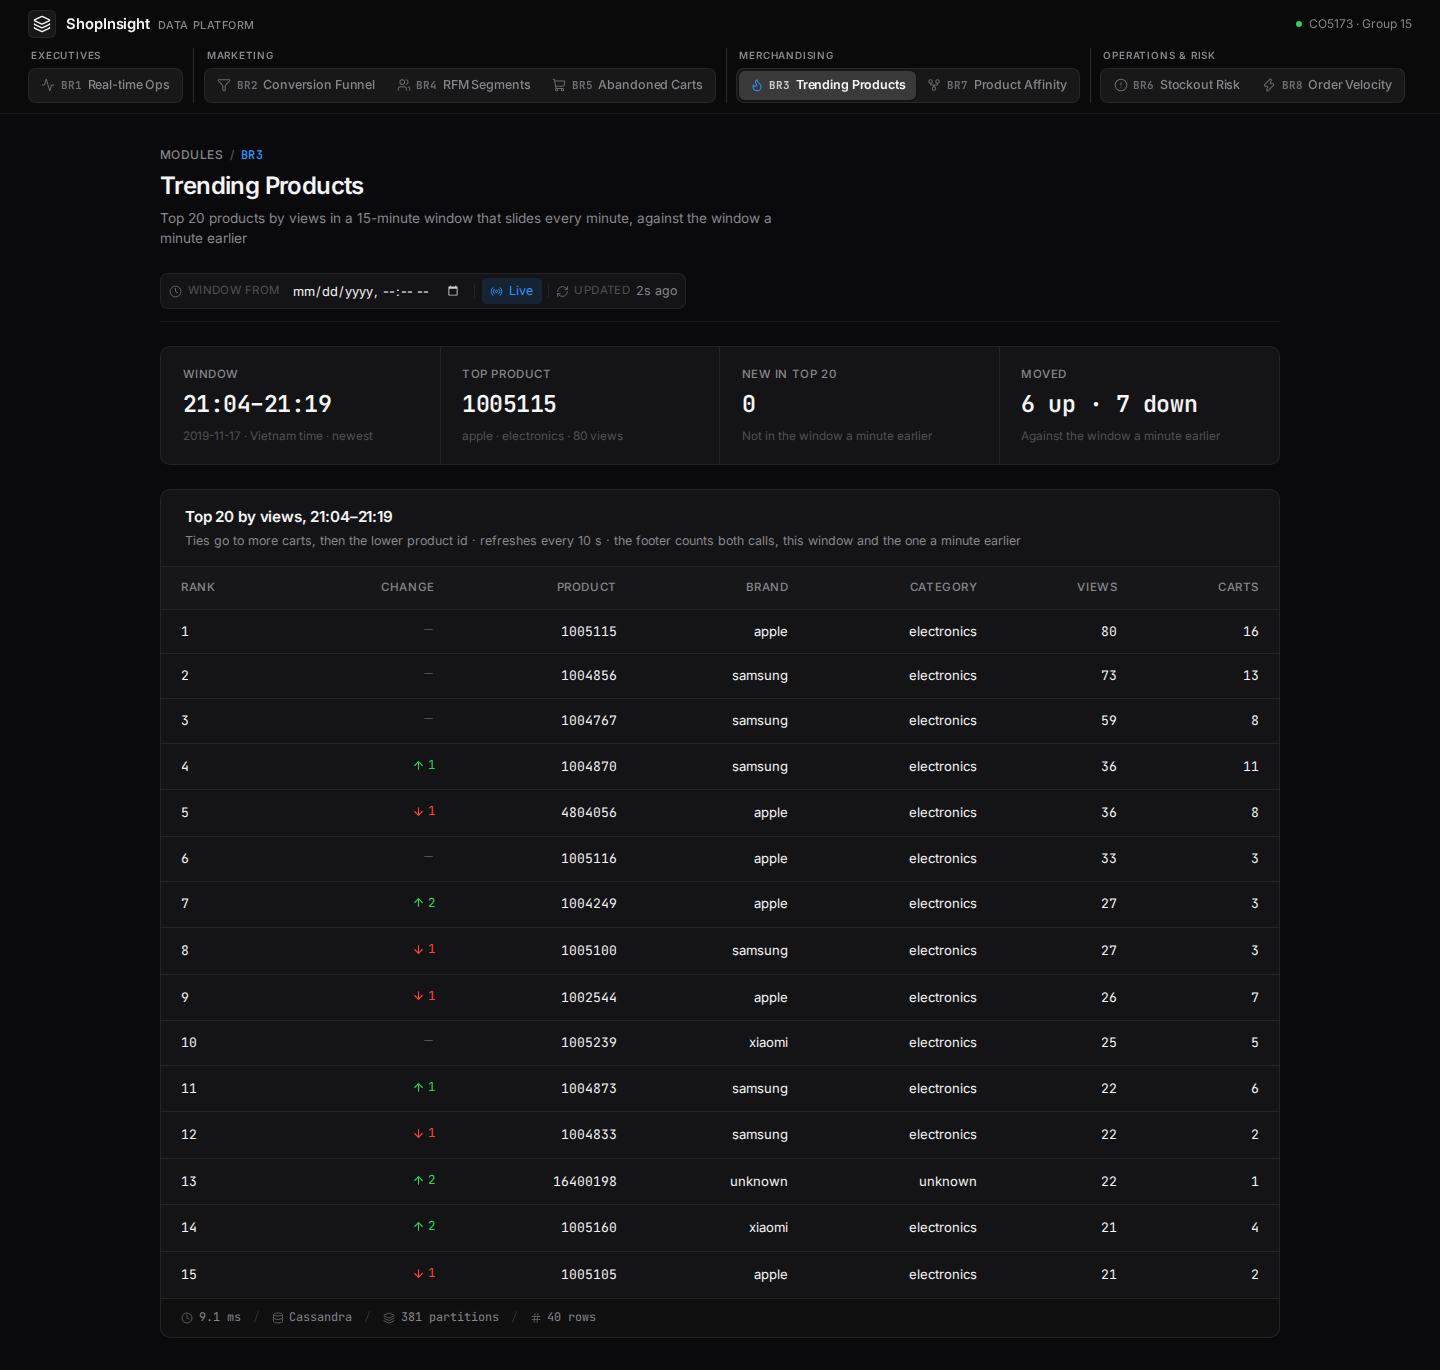 ShopInsight DATA PLATFORM
CO5173 · Group 15
EXECUTIVES
MARKETING
MERCHANDISING
OPERATIONS & RISK
BR1 Real-time Ops
BR2 Conversion Funnel
BR4 RFM Segments
BR5 Abandoned Carts
BR3 Trending Products
BR7 Product Affinity
BR6 Stockout Risk
BR8 Order Velocity
MODULES / BR3
Trending Products
Top 20 products by views in a 15-minute window that slides every minute, against the window a
minute earlier
WINDOW FROM mm/dd/yyyy, --:-- -- Live UPDATED 2s ago
WINDOW
21:04–21:19
2019-11-17 · Vietnam time · newest
TOP PRODUCT
1005115
apple · electronics · 80 views
NEW IN TOP 20
0
Not in the window a minute earlier
MOVED
6 up · 7 down
Against the window a minute earlier
Top 20 by views, 21:04–21:19
Ties go to more carts, then the lower product id · refreshes every 10 s · the footer counts both calls, this window and the one a minute earlier
RANK CHANGE PRODUCT BRAND CATEGORY VIEWS CARTS
1 — 1005115 apple electronics 80 16
2 — 1004856 samsung electronics 73 13
3 — 1004767 samsung electronics 59 8
4 ↑ 1 1004870 samsung electronics 36 11
5 ↓ 1 4804056 apple electronics 36 8
6 — 1005116 apple electronics 33 3
7 ↑ 2 1004249 apple electronics 27 3
8 ↓ 1 1005100 samsung electronics 27 3
9 ↓ 1 1002544 apple electronics 26 7
10 — 1005239 xiaomi electronics 25 5
11 ↑ 1 1004873 samsung electronics 22 6
12 ↓ 1 1004833 samsung electronics 22 2
13 ↑ 2 16400198 unknown unknown 22 1
14 ↑ 2 1005160 xiaomi electronics 21 4
15 ↓ 1 1005105 apple electronics 21 2
9.1 ms / Cassandra / 381 partitions / 40 rows